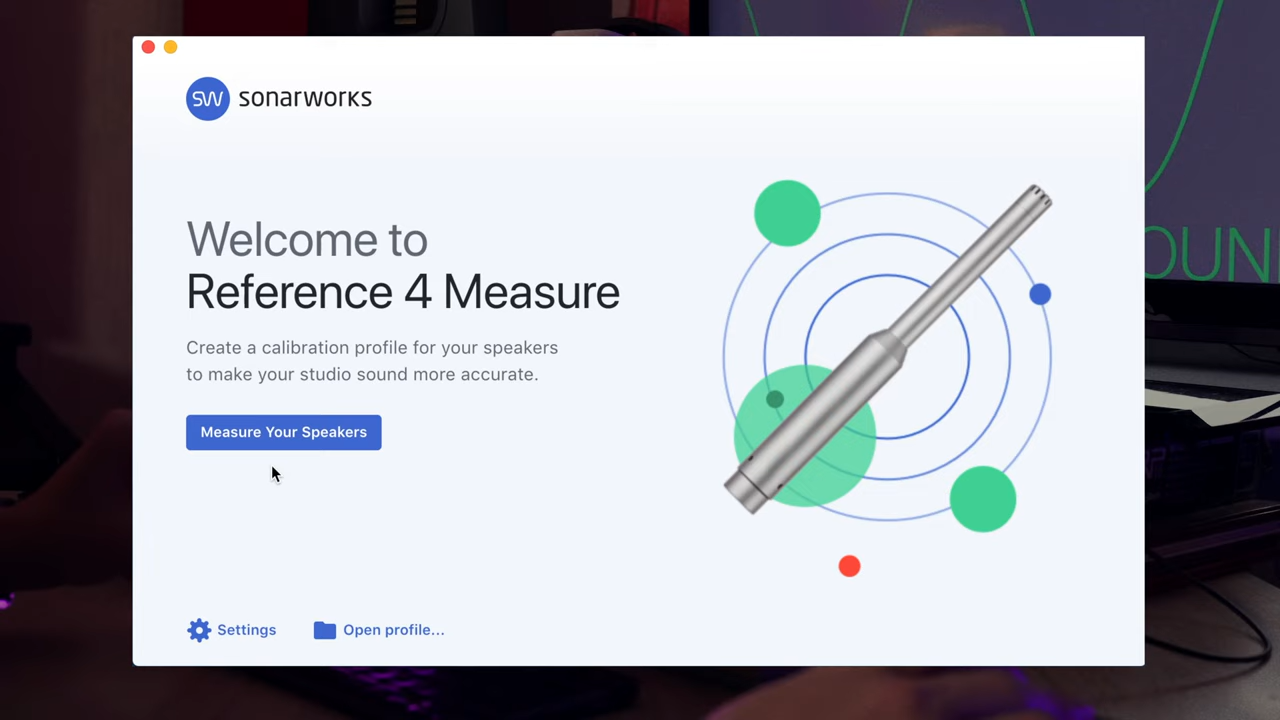 SW sonarworks
Welcome to
Reference 4 Measure
Create a calibration profile for your speakers
to make your studio sound more accurate.
Measure Your Speakers
Settings
Open profile...